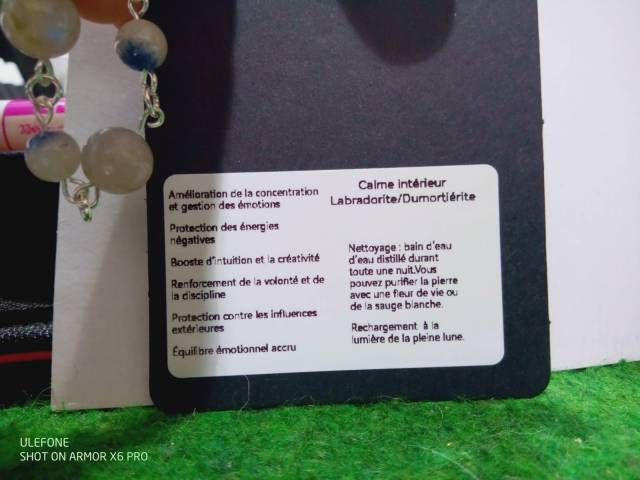 Amélioration de la concentration
et gestion des émotions
Protection des énergies
négatives
Booste d'intuition et la créativité
Renforcement de la volonté et de
la discipline
Protection contre les influences
extérieures
Équilibre émotionnel accru
Calme intérieur
Labradorite/Dumortiérite
Nettoyage : bain d'eau
d'eau distillé durant
toute une nuit.Vous
pouvez purifier la pierre
avec une fleur de vie ou
de la sauge blanche.
Rechargement à la
lumière de la pleine lune.
ULEFONE
SHOT ON ARMOR X6 PRO